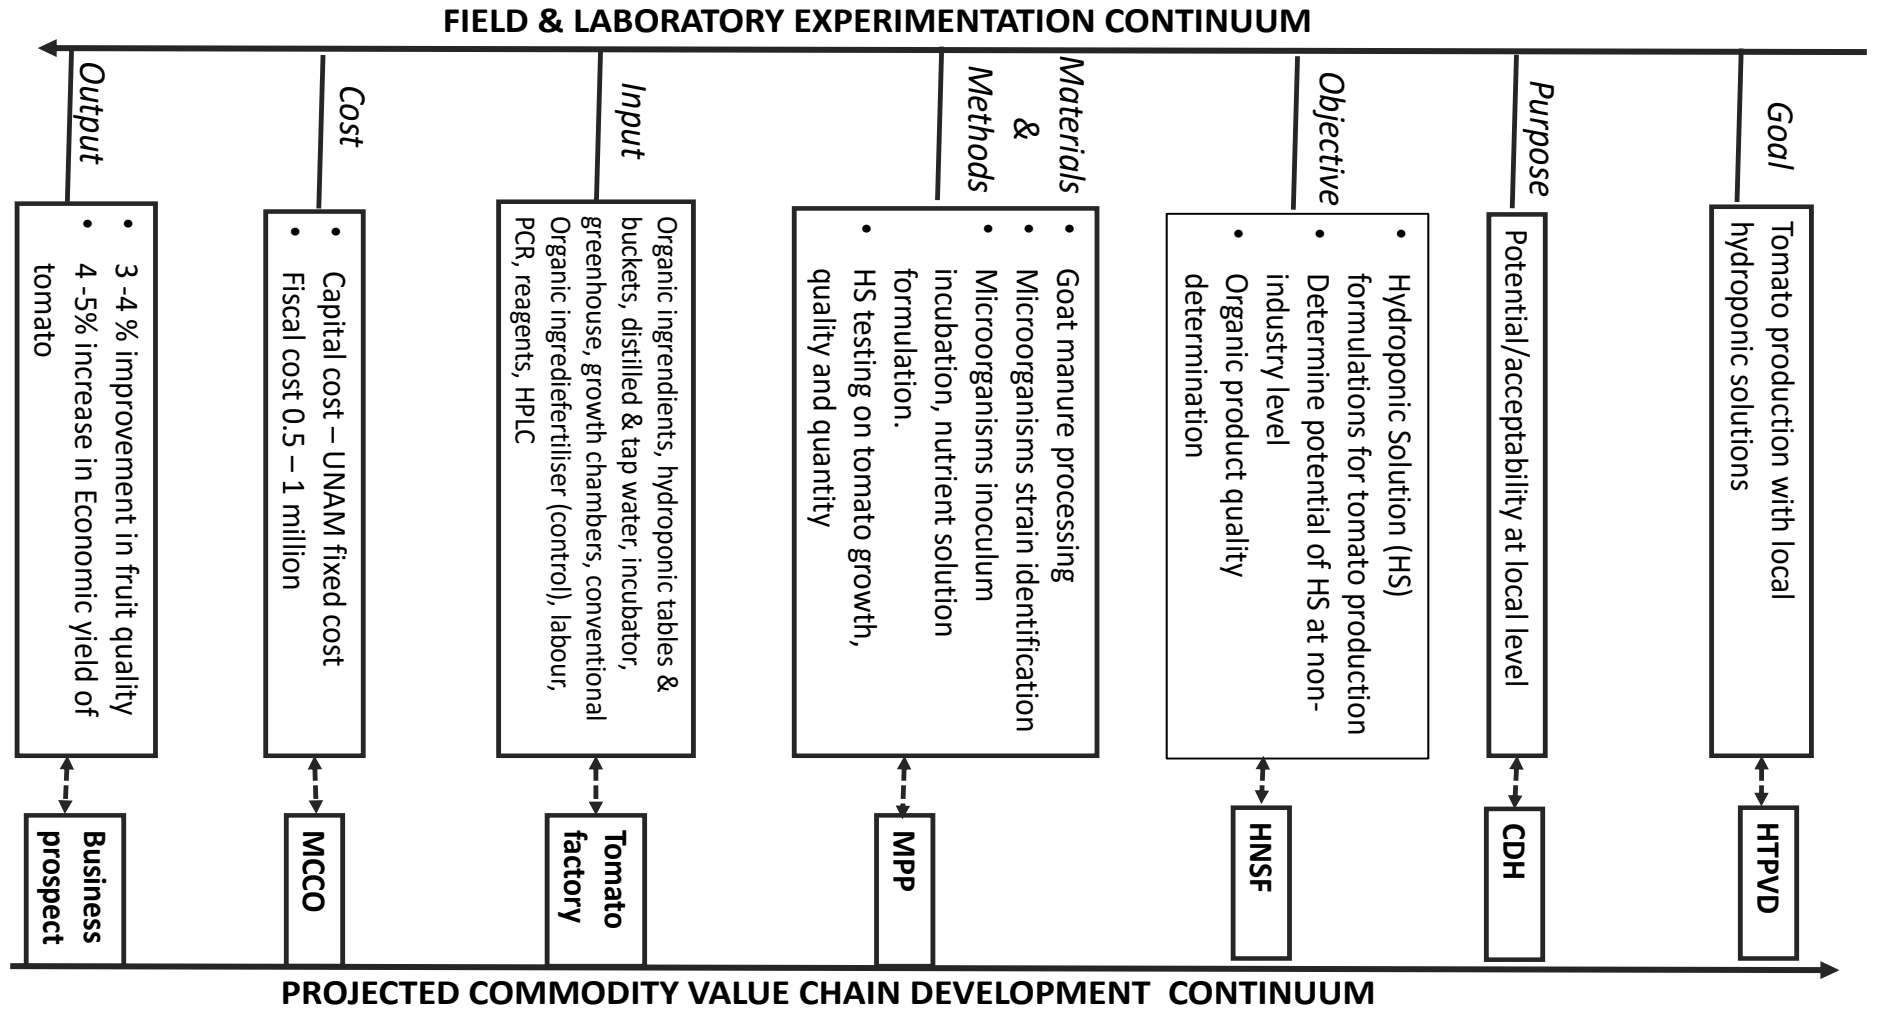 FIELD & LABORATORY EXPERIMENTATION CONTINUUM
Goal
Tomato production with local
hydroponic solutions
HTPVD
Purpose
Potential/acceptability at local level
CDH
Objective
• Hydroponic Solution (HS)
formulations for tomato production
• Determine potential of HS at non-
industry level
• Organic product quality
determination
HNSF
Materials
&
Methods
• Goat manure processing
• Microorganisms strain identification
• Microorganisms inoculum
incubation, nutrient solution
formulation.
• HS testing on tomato growth,
quality and quantity
MPP
Input
Organic ingrendients, hydroponic tables &
buckets, distilled & tap water, incubator,
greenhouse, growth chambers, conventional
Organic ingrediefertiliser (control), labour,
PCR, reagents, HPLC
Tomato
factory
Cost
• Capital cost – UNAM fixed cost
• Fiscal cost 0.5 – 1 million
MCCO
Output
• 3 -4 % improvement in fruit quality
• 4 -5% increase in Economic yield of
tomato
Business
prospect
PROJECTED COMMODITY VALUE CHAIN DEVELOPMENT CONTINUUM